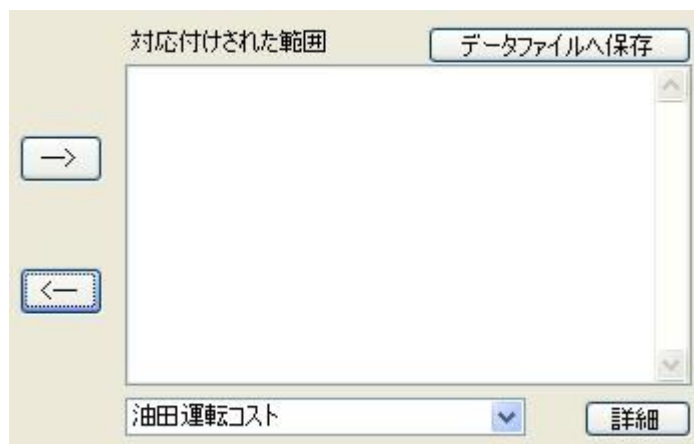 対応付けされた範囲
データファイルへ保存
—>
<—
油田運転コスト
詳細